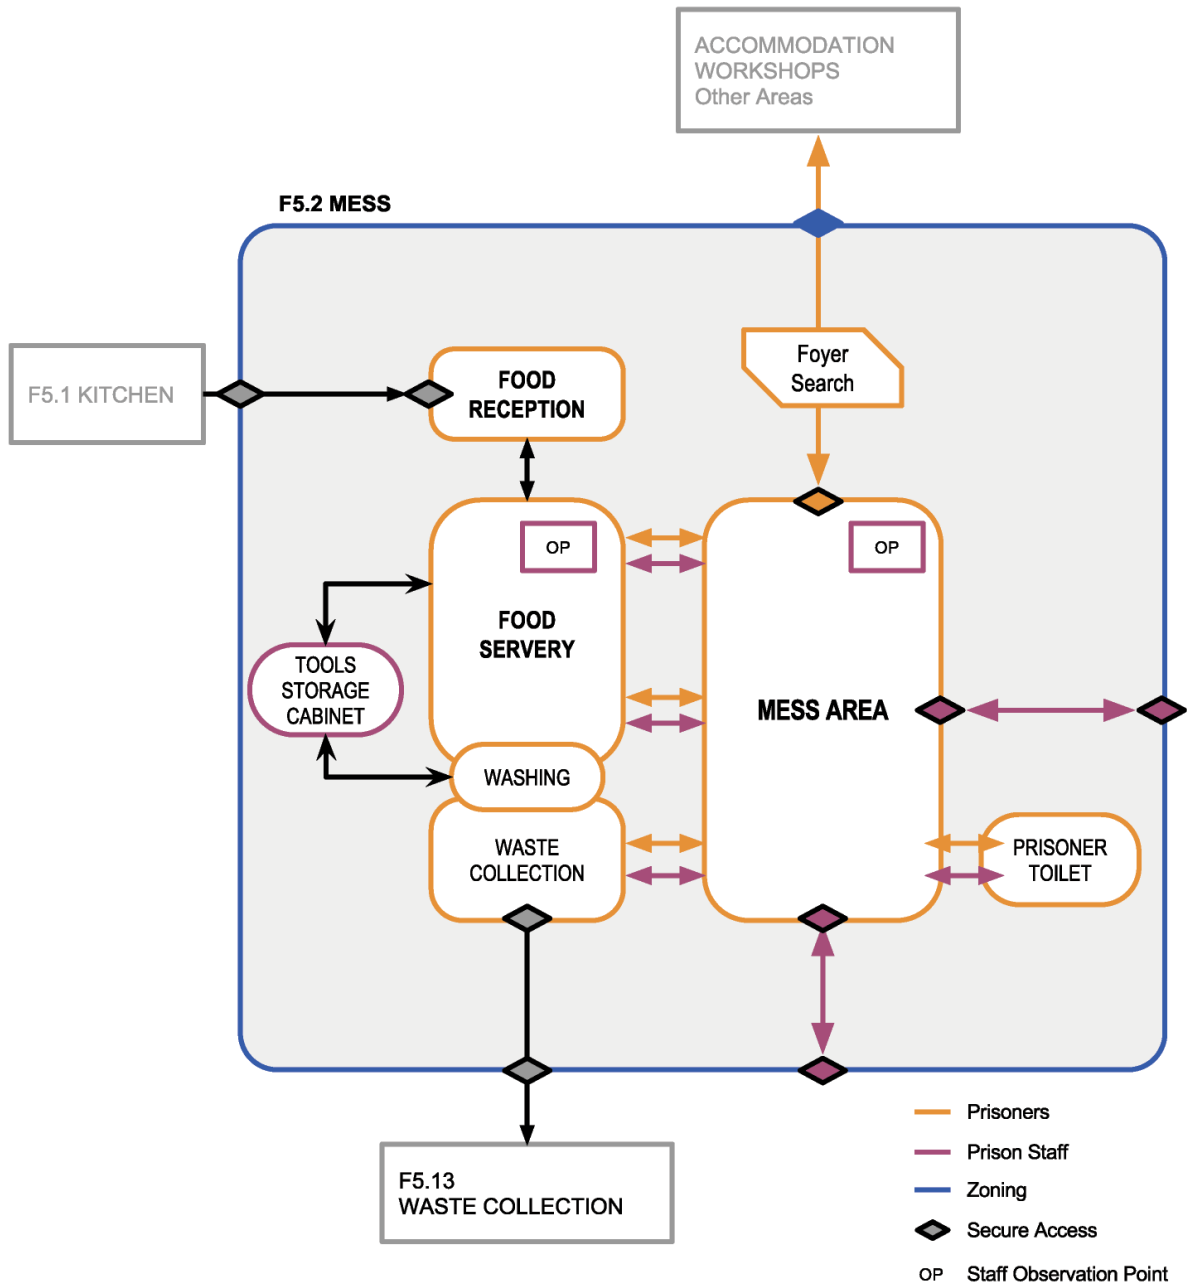 ACCOMMODATION
WORKSHOPS
Other Areas
F5.2 MESS
Foyer
Search
F5.1 KITCHEN
FOOD
RECEPTION
OP
OP
FOOD
SERVERY
TOOLS
STORAGE
CABINET
MESS AREA
WASHING
WASTE
COLLECTION
PRISONER
TOILET
F5.13
WASTE COLLECTION
Prisoners
Prison Staff
Zoning
Secure Access
OP Staff Observation Point